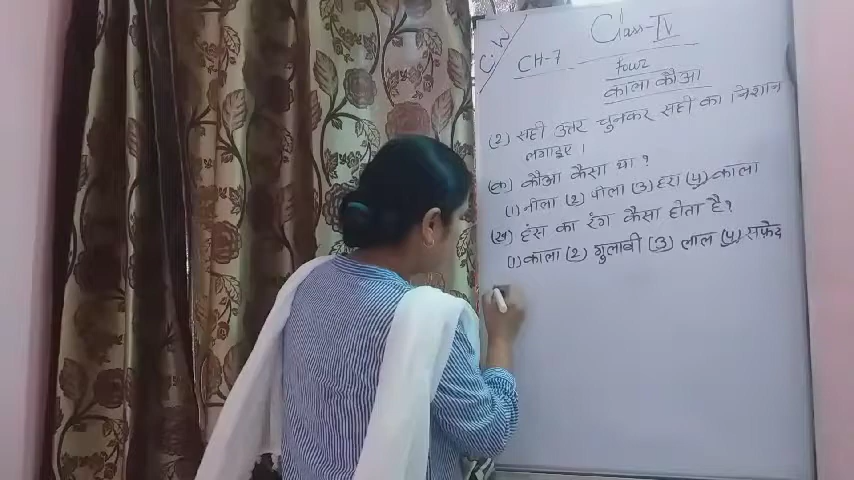 C.W
Class-IV
CH-7
Four
काला कौआ
(2) सही उत्तर चुनकर सही का निशान
लगाइए।
(क) कौआ कैसा था?
(1) नीला (2) पीला (3) हरा (4) काला
(ख) हंस का रंग कैसा होता है?
(1) काला (2) गुलाबी (3) लाल (4) सफ़ेद